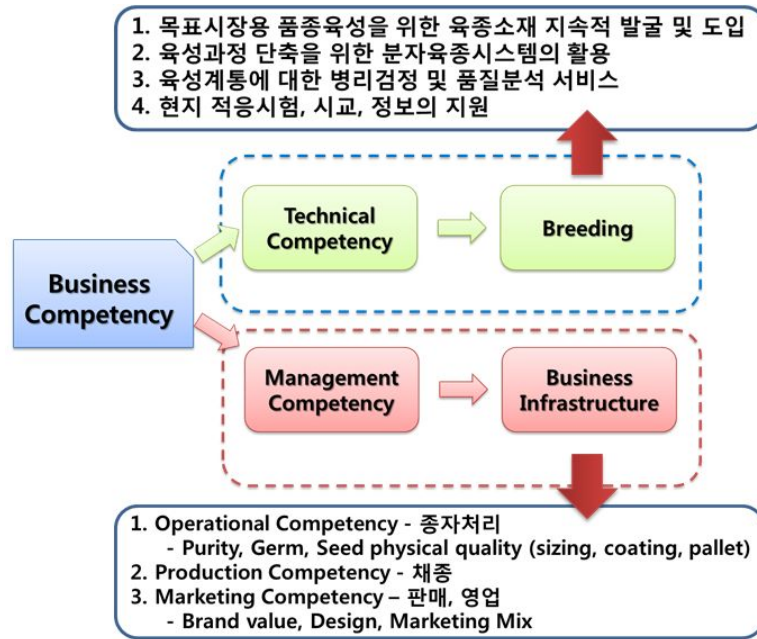 1. 목표시장용 품종육성을 위한 육종소재 지속적 발굴 및 도입
2. 육성과정 단축을 위한 분자육종시스템의 활용
3. 육성계통에 대한 병리검정 및 품질분석 서비스
4. 현지 적응시험, 시교, 정보의 지원
Technical
Competency
Breeding
Business
Competency
Management
Competency
Business
Infrastructure
1. Operational Competency - 종자처리
- Purity, Germ, Seed physical quality (sizing, coating, pallet)
2. Production Competency - 채종
3. Marketing Competency – 판매, 영업
- Brand value, Design, Marketing Mix